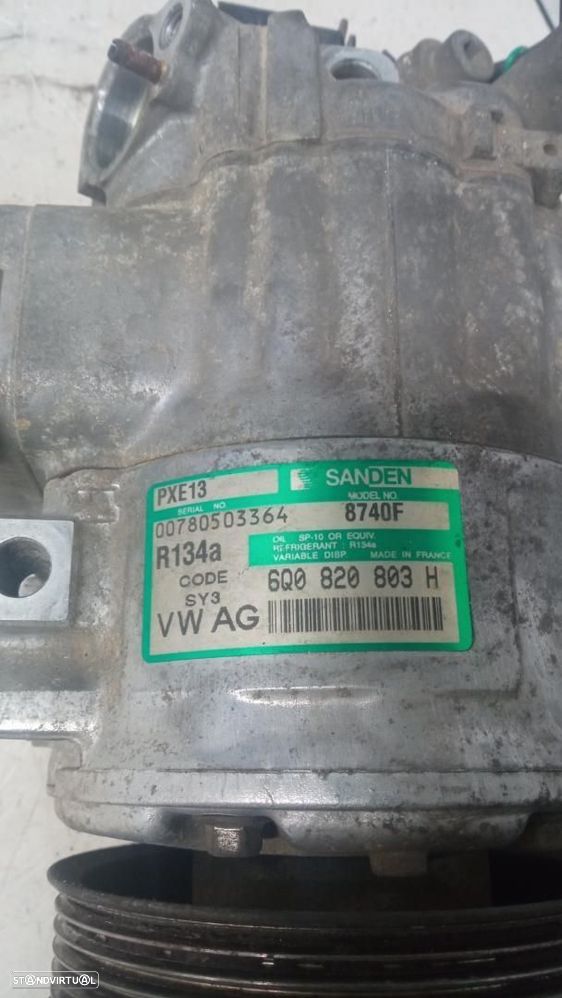 PXE13
SANDEN
SERIAL NO.
MODEL NO.
00780503364
8740F
R134a
OIL SP-10 OR EQUIV.
REFRIGERANT : R134a
VARIABLE DISP. MADE IN FRANCE
CODE
6Q0 820 803 H
SY3
VW AG
STANDVIRTUAL